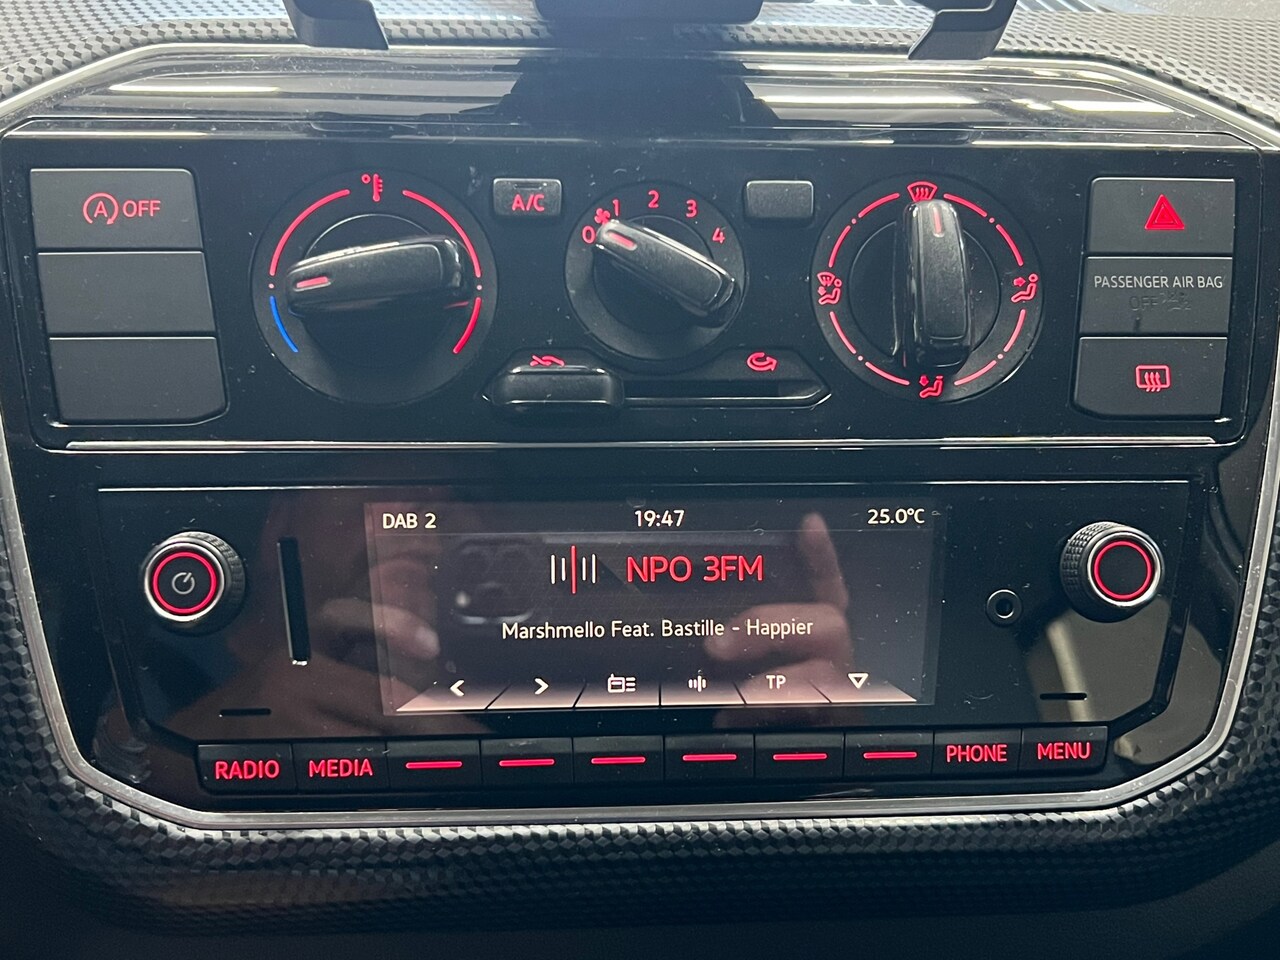 A OFF
A/C
0 1 2 3 4
PASSENGER AIR BAG
OFF
DAB 2 19:47 25.0°C
NPO 3FM
Marshmello Feat. Bastille - Happier
< > TP
RADIO MEDIA PHONE MENU